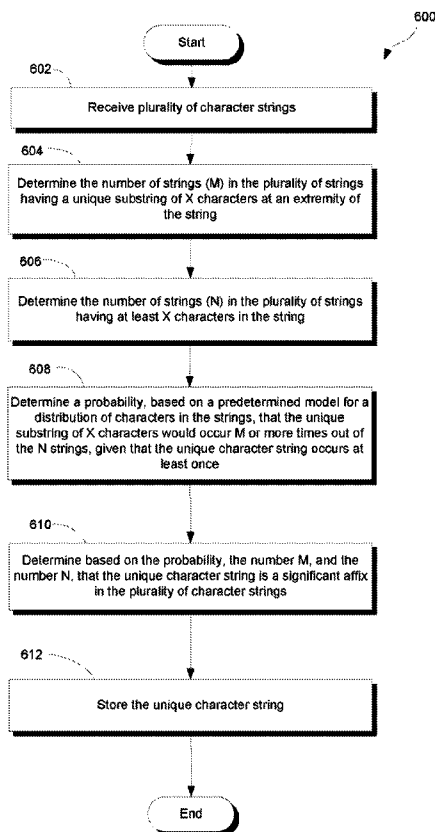 600
Start
602
Receive plurality of character strings
604
Determine the number of strings (M) in the plurality of strings
having a unique substring of X characters at an extremity of
the string
606
Determine the number of strings (N) in the plurality of strings
having at least X characters in the string
608
Determine a probability, based on a predetermined model for a
distribution of characters in the strings, that the unique
substring of X characters would occur M or more times out of
the N strings, given that the unique character string occurs at
least once
610
Determine based on the probability, the number M, and the
number N, that the unique character string is a significant affix
in the plurality of character strings
612
Store the unique character string
End